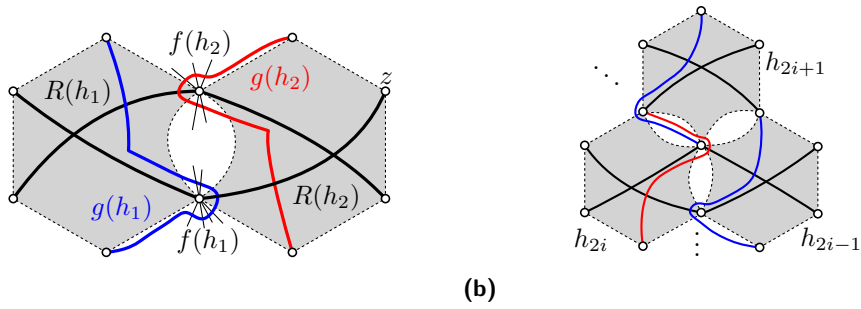 f(h₂)
g(h₂)
z
R(h₁)
g(h₁)
R(h₂)
f(h₁)
(b)
h₂ᵢ₊₁
h₂ᵢ
h₂ᵢ₋₁